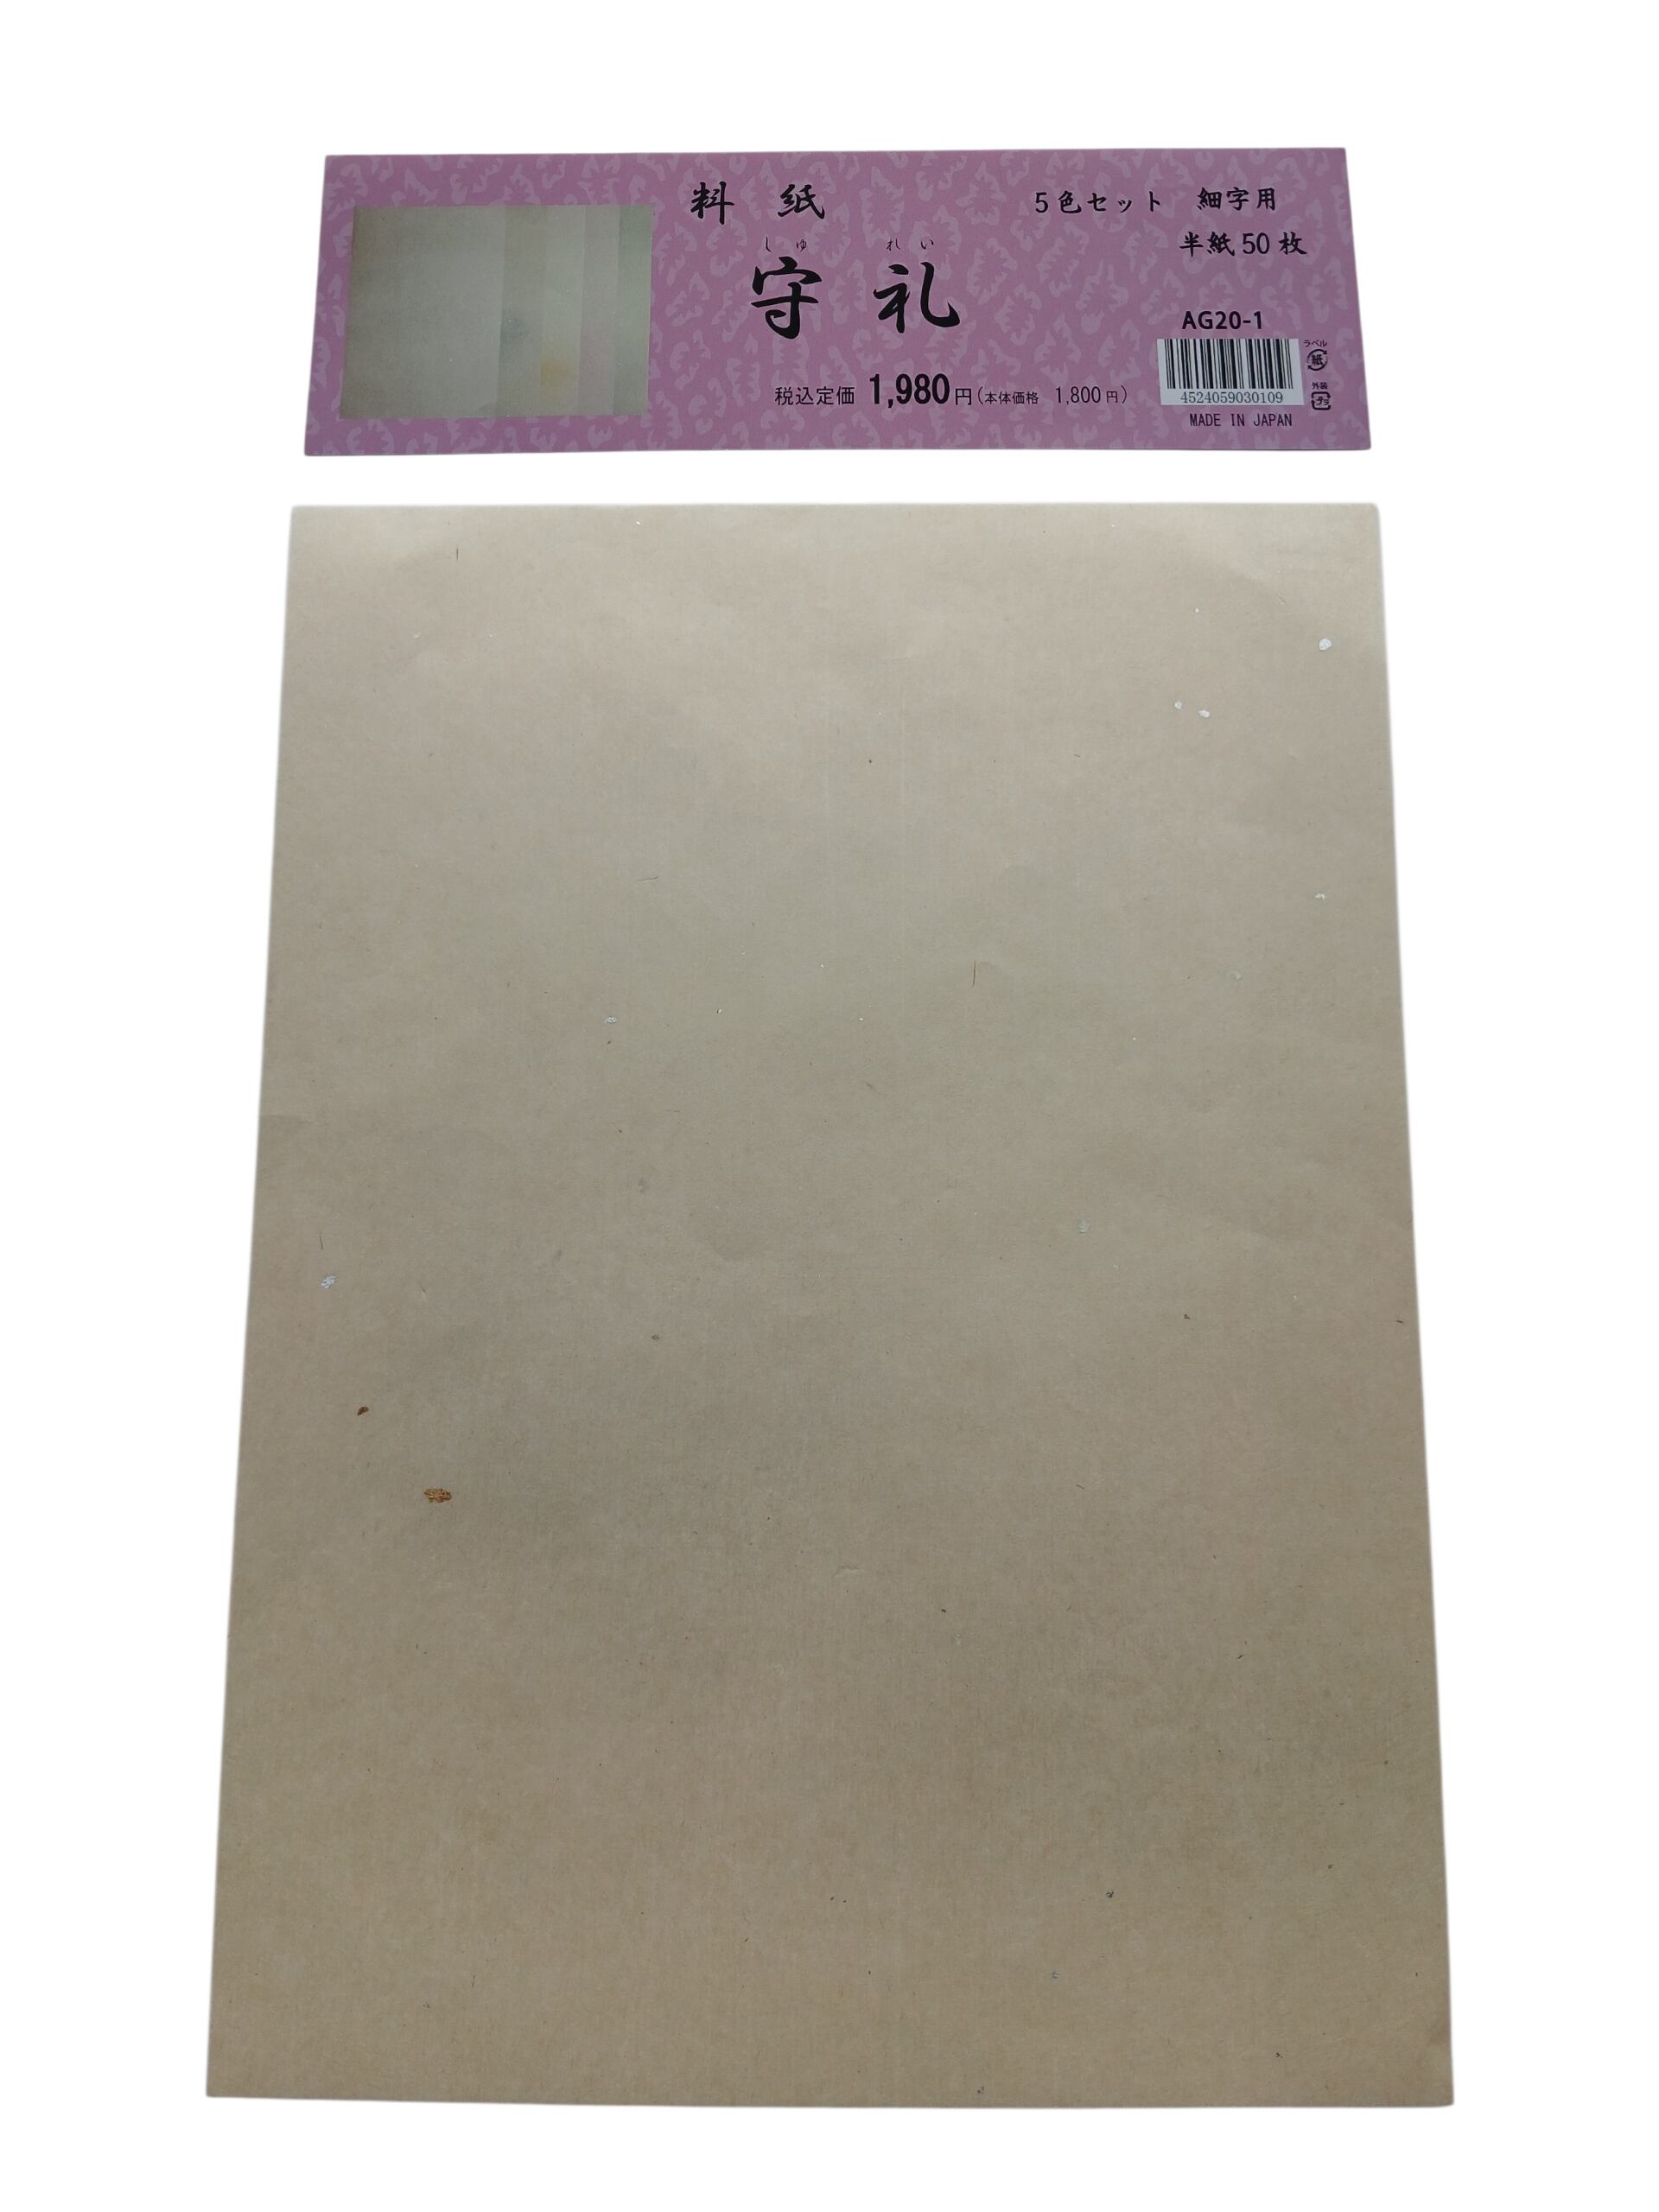 料紙
しゅ れい
守礼
税込定価 1,980円(本体価格 1,800円)
5色セット 細字用
半紙50枚
AG20-1
4524059030109
MADE IN JAPAN
ラベル
紙
外装
プラ